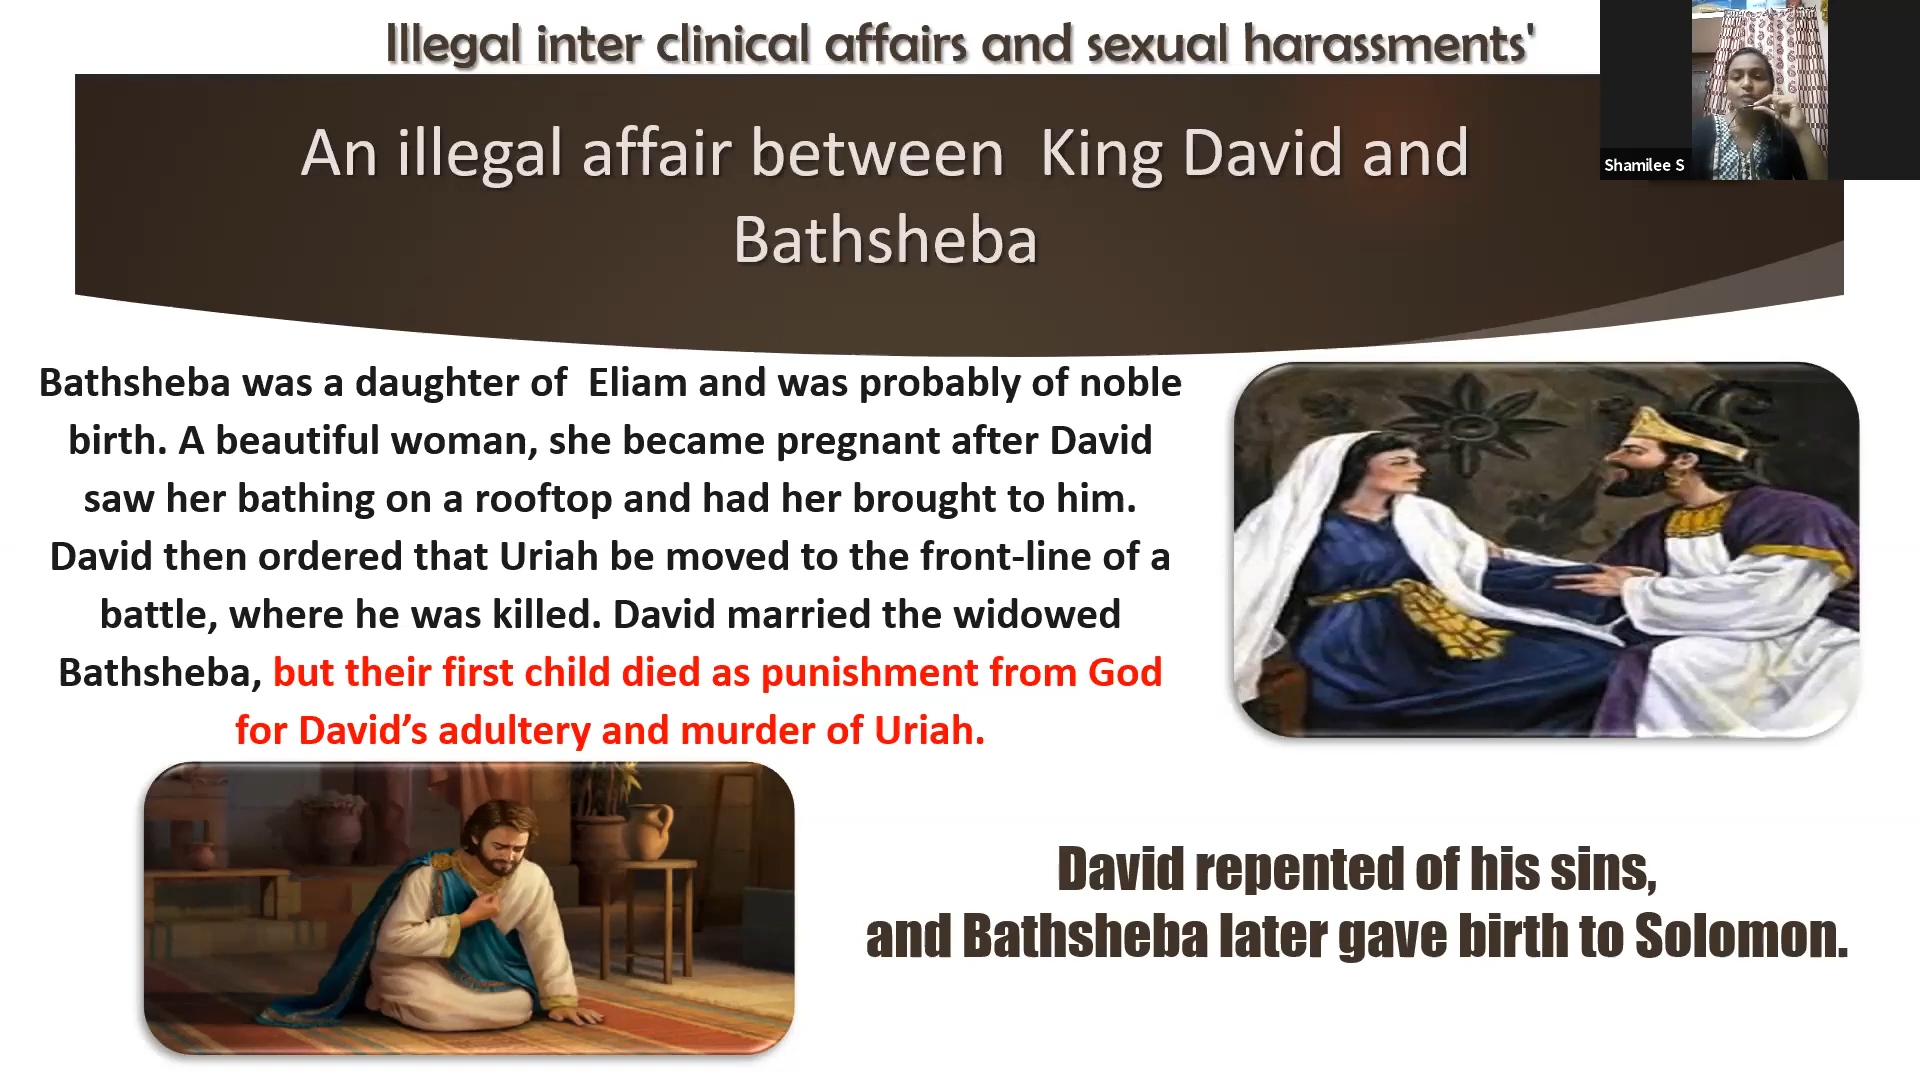 Illegal inter clinical affairs and sexual harassments'
Shamilee S
An illegal affair between King David and
Bathsheba
Bathsheba was a daughter of Eliam and was probably of noble
birth. A beautiful woman, she became pregnant after David
saw her bathing on a rooftop and had her brought to him.
David then ordered that Uriah be moved to the front-line of a
battle, where he was killed. David married the widowed
Bathsheba, but their first child died as punishment from God
for David’s adultery and murder of Uriah.
David repented of his sins,
and Bathsheba later gave birth to Solomon.